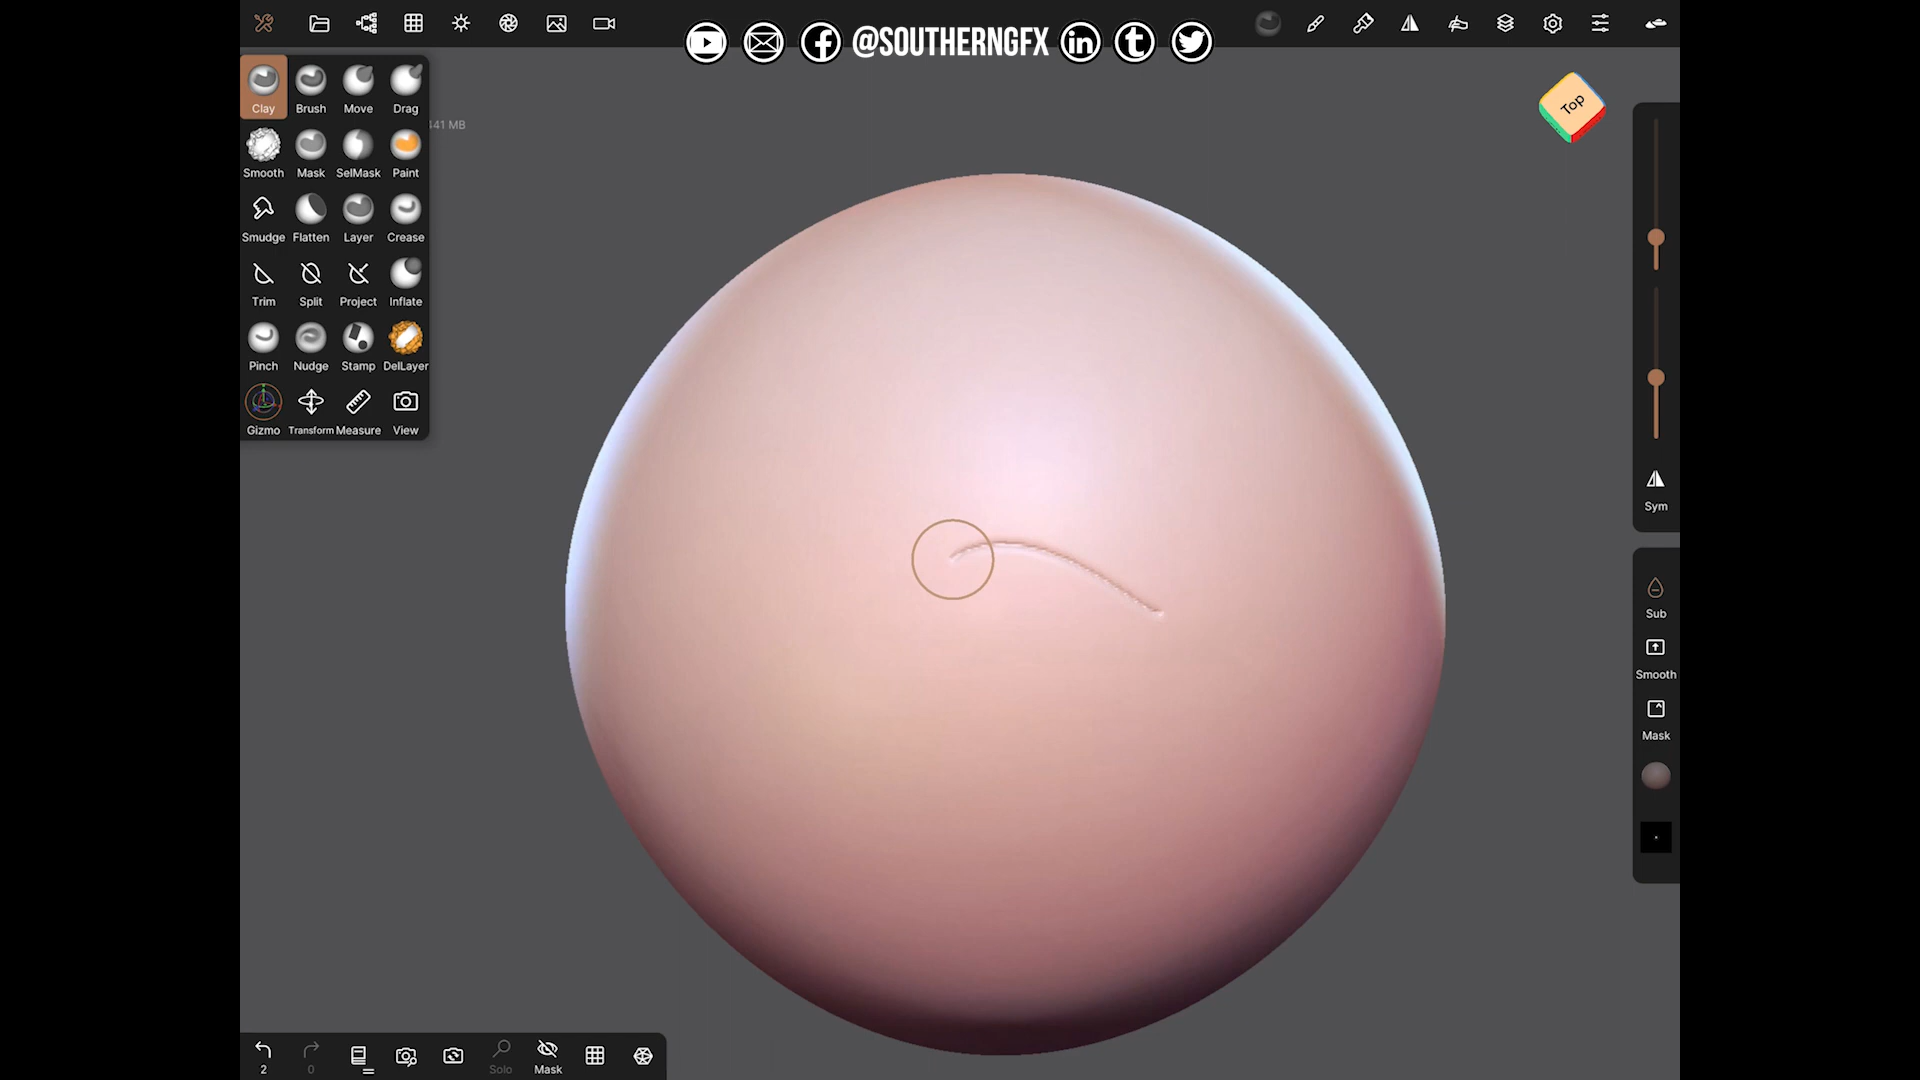 @SOUTHERNGFX
Top
Clay Brush Move Drag
441 MB
Smooth Mask SelMask Paint
Smudge Flatten Layer Crease
Trim Split Project Inflate
Pinch Nudge Stamp DelLayer
Gizmo Transform Measure View
Sym
Sub
Smooth
Mask
2 0 Solo Mask